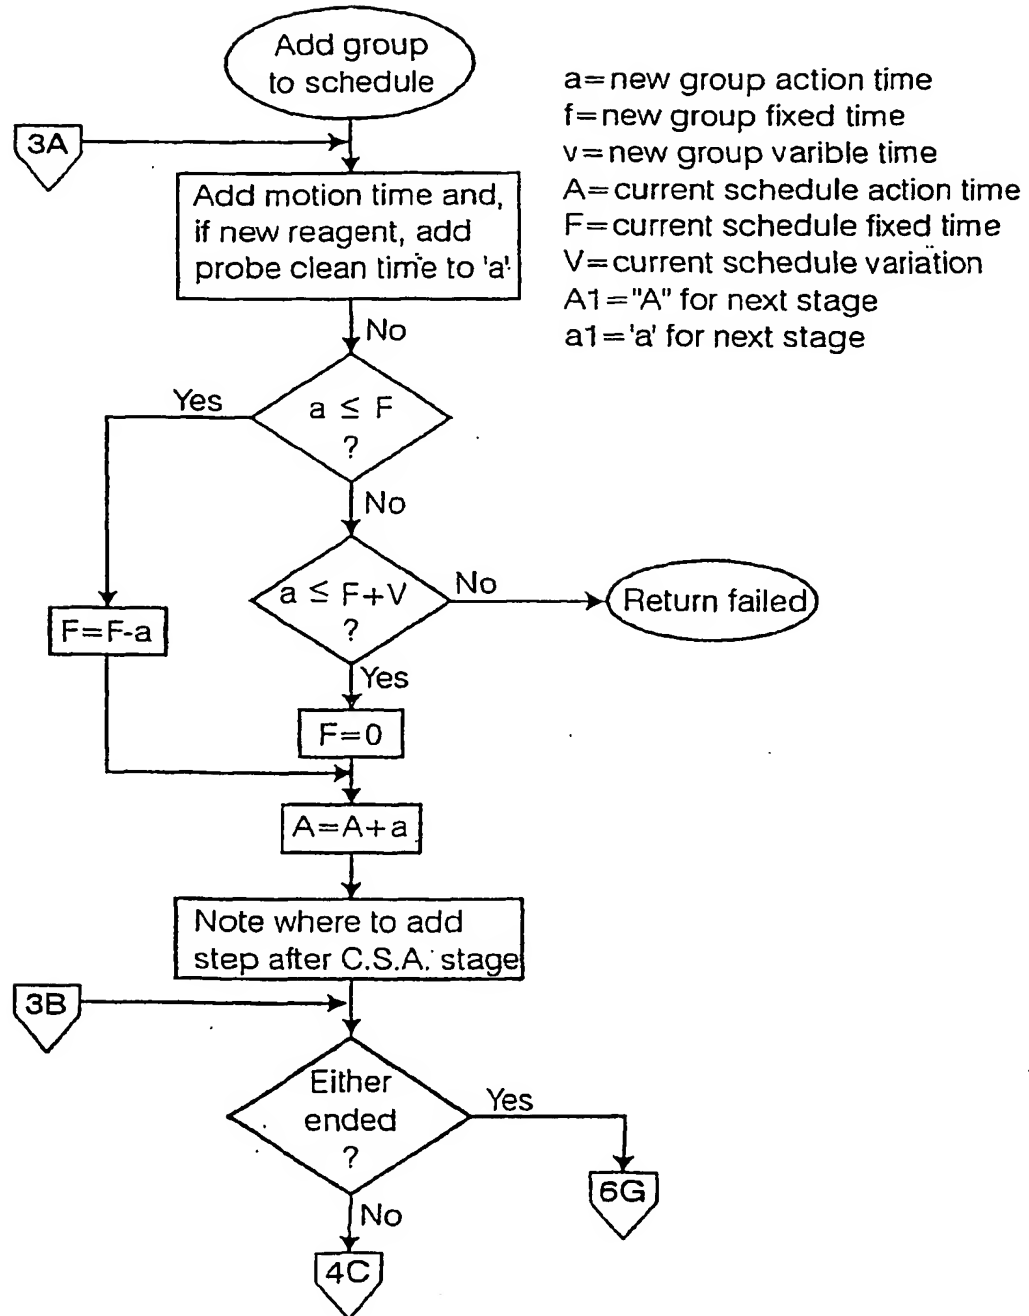 Add group
to schedule
a=new group action time
f=new group fixed time
v=new group varible time
A=current schedule action time
F=current schedule fixed time
V=current schedule variation
A1="A" for next stage
a1='a' for next stage
3A
Add motion time and,
if new reagent, add
probe clean time to 'a'
No
Yes
a ≤ F
?
No
a ≤ F+V
?
No
Return failed
F=F-a
Yes
F=0
A=A+a
Note where to add
step after C.S.A. stage
3B
Either
ended
?
Yes
6G
No
4C